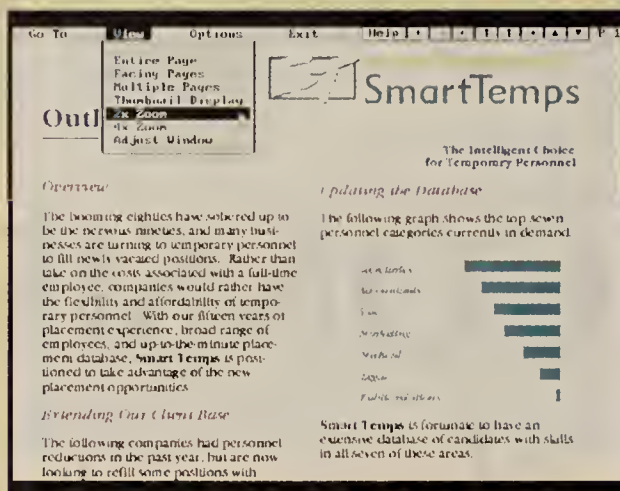 Go To View Options Exit Help P 1
Entire Page
Facing Pages
Multiple Pages
Thumbnail Display
2x Zoom
4x Zoom
Adjust Window
SmartTemps
Outl
The Intelligent Choice
for Temporary Personnel
Overview
The booming eighties have sobered up to
be the nervous nineties, and many busi-
nesses are turning to temporary personnel
to fill newly vacated positions. Rather than
take on the costs associated with a full-time
employee, companies would rather have
the flexibility and affordability of tempo-
rary personnel. With our fifteen years of
placement experience, broad range of
employees, and up-to-the-minute place-
ment database, Smart Temps is posi-
tioned to take advantage of the new
placement opportunities
Extending Our Client Base
The following companies had personnel
reductions in the past year, but are now
looking to refill some positions with
Updating the Database
The following graph shows the top seven
personnel categories currently in demand
Accountants
Marketing
Medical
Legal
Smart Temps is fortunate to have an
extensive database of candidates with skills
in all seven of these areas.